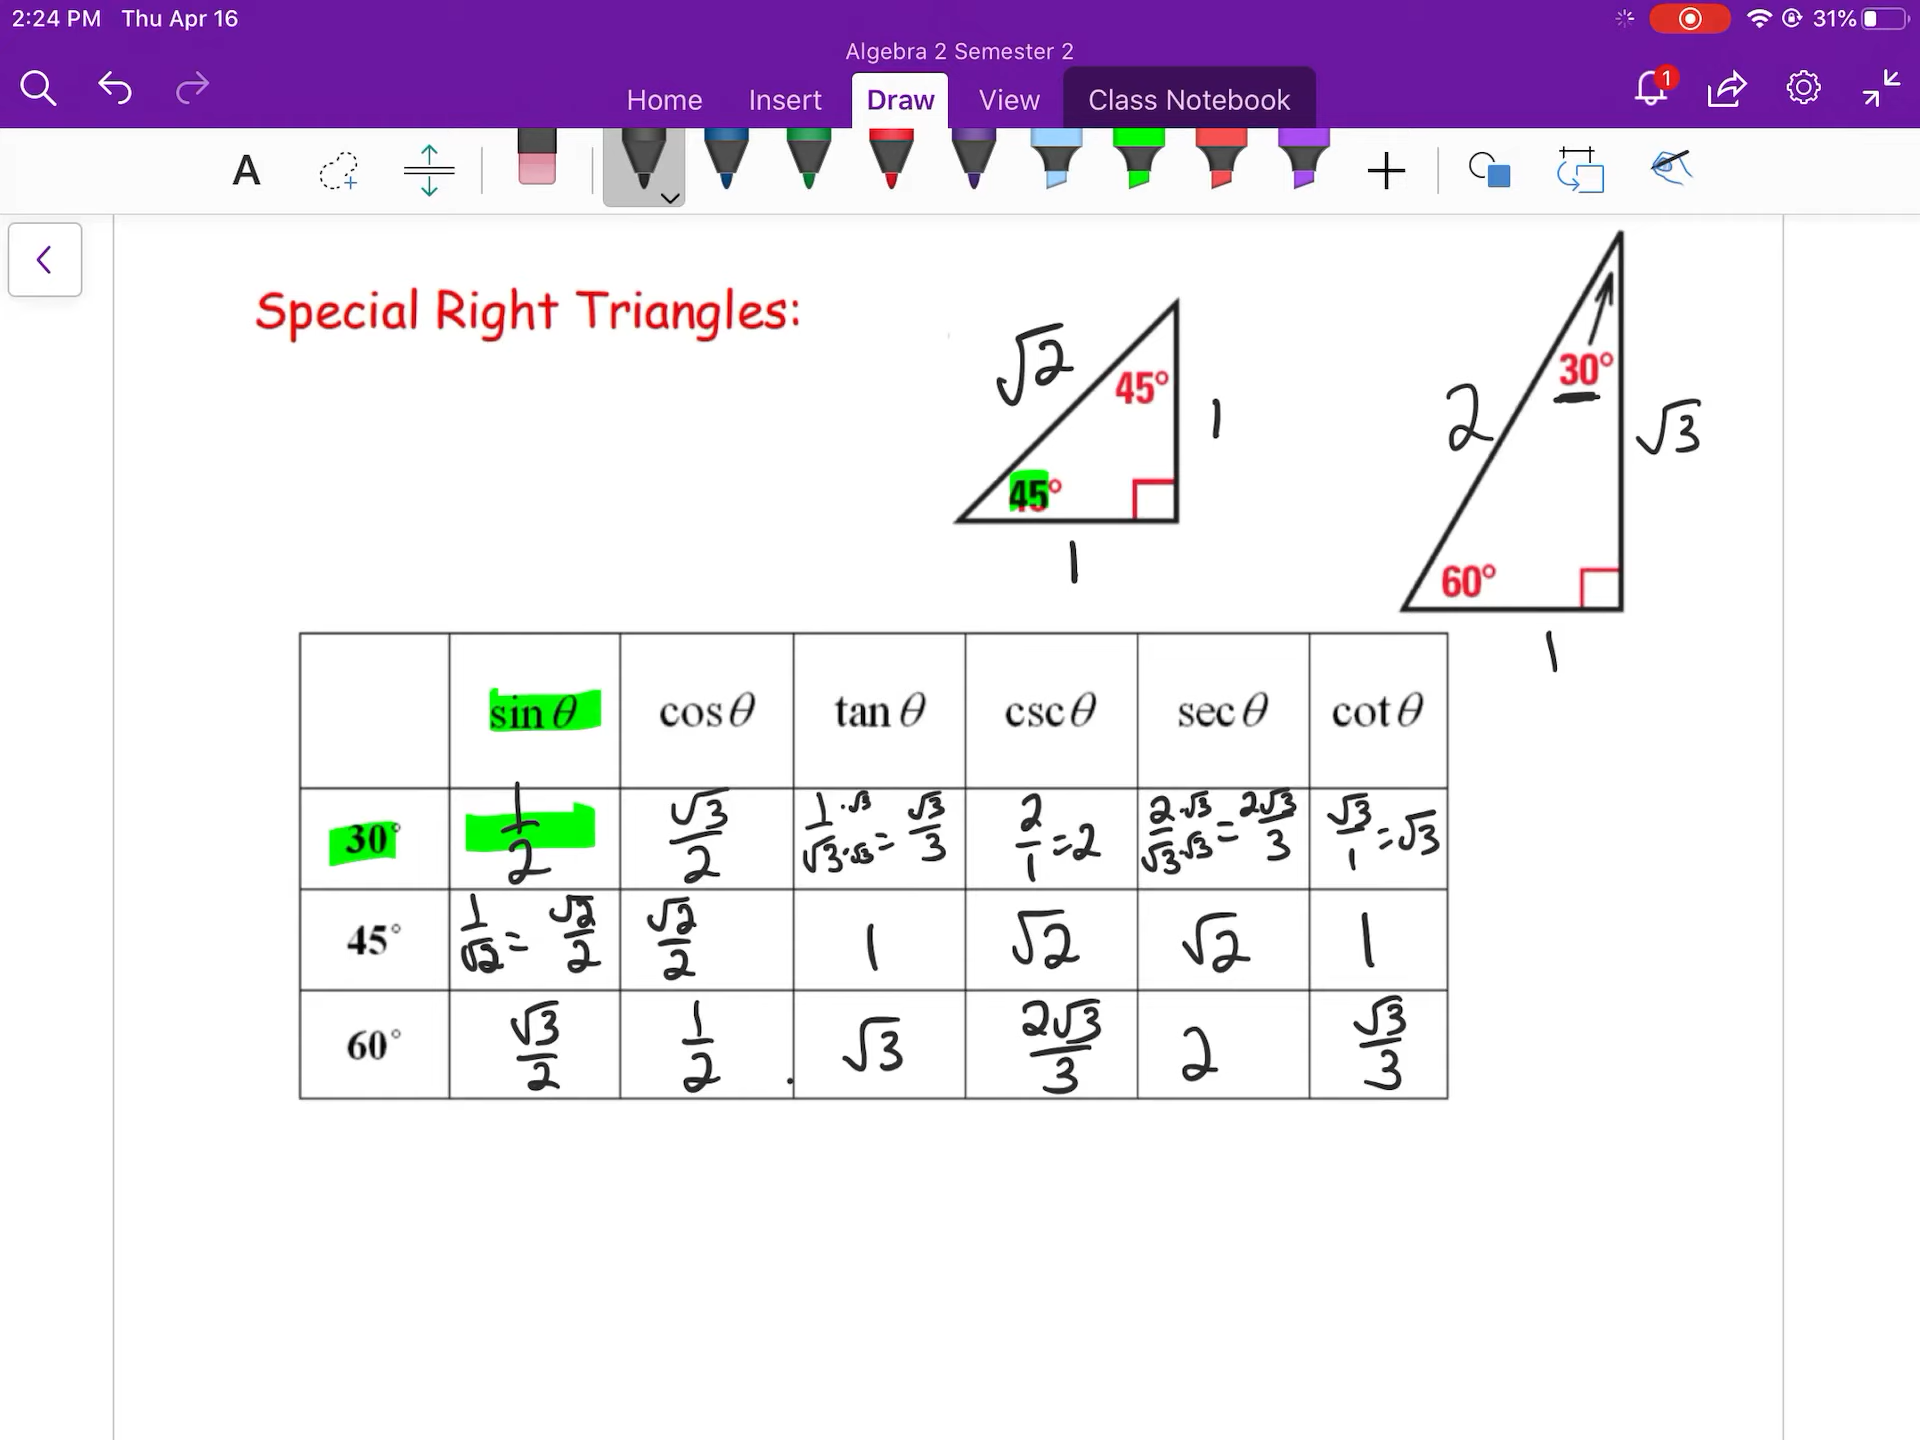 2:24 PM Thu Apr 16 31%
Algebra 2 Semester 2
Home Insert Draw View Class Notebook 1
A
Special Right Triangles:
√2 45° 1 45° 1
2 30° √3 60° 1
sin θ cos θ tan θ csc θ sec θ cot θ
30° 1/2 √3/2 1·√3/√3·√3 = √3/3 2/1 = 2 2·√3/√3·√3 = 2√3/3 √3/1 = √3
45° 1/√2 = √2/2 √2/2 1 √2 √2 1
60° √3/2 1/2 √3 2√3/3 2 √3/3